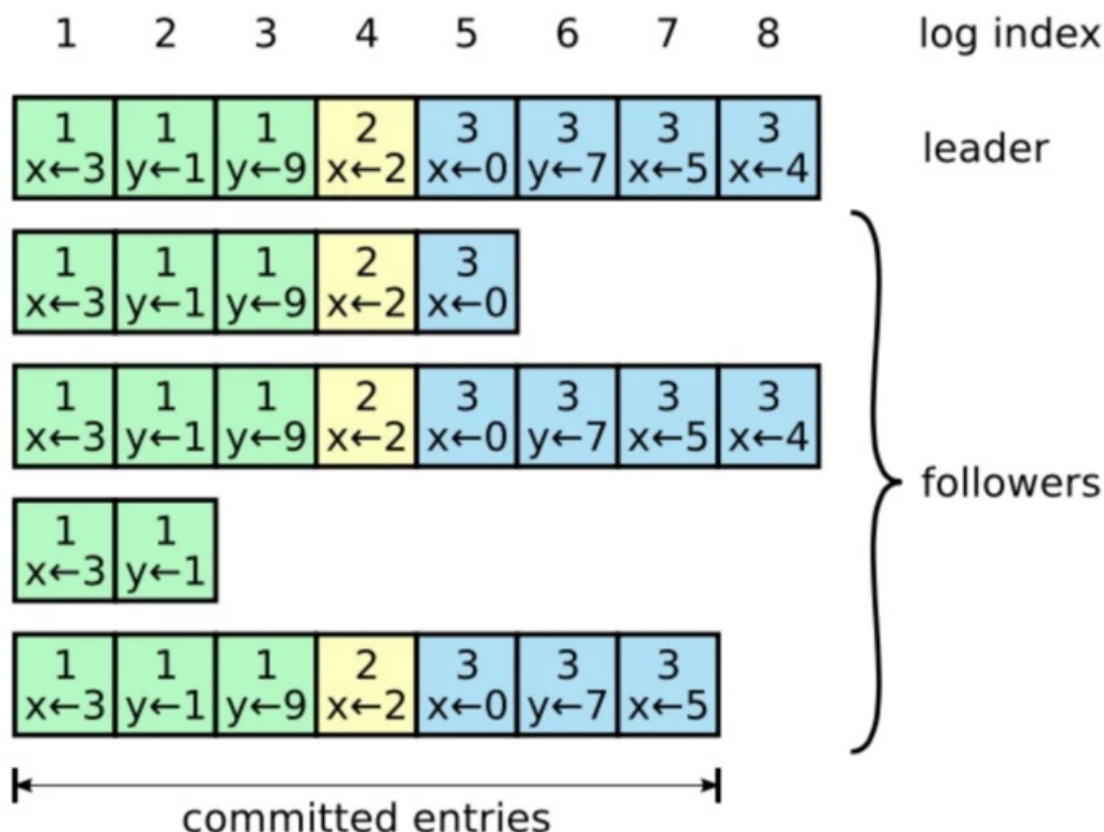 1 2 3 4 5 6 7 8 log index
1 1 1 2 3 3 3 3
x←3 y←1 y←9 x←2 x←0 y←7 x←5 x←4
leader
1 1 1 2 3
x←3 y←1 y←9 x←2 x←0
1 1 1 2 3 3 3 3
x←3 y←1 y←9 x←2 x←0 y←7 x←5 x←4
followers
1 1
x←3 y←1
1 1 1 2 3 3 3
x←3 y←1 y←9 x←2 x←0 y←7 x←5
committed entries